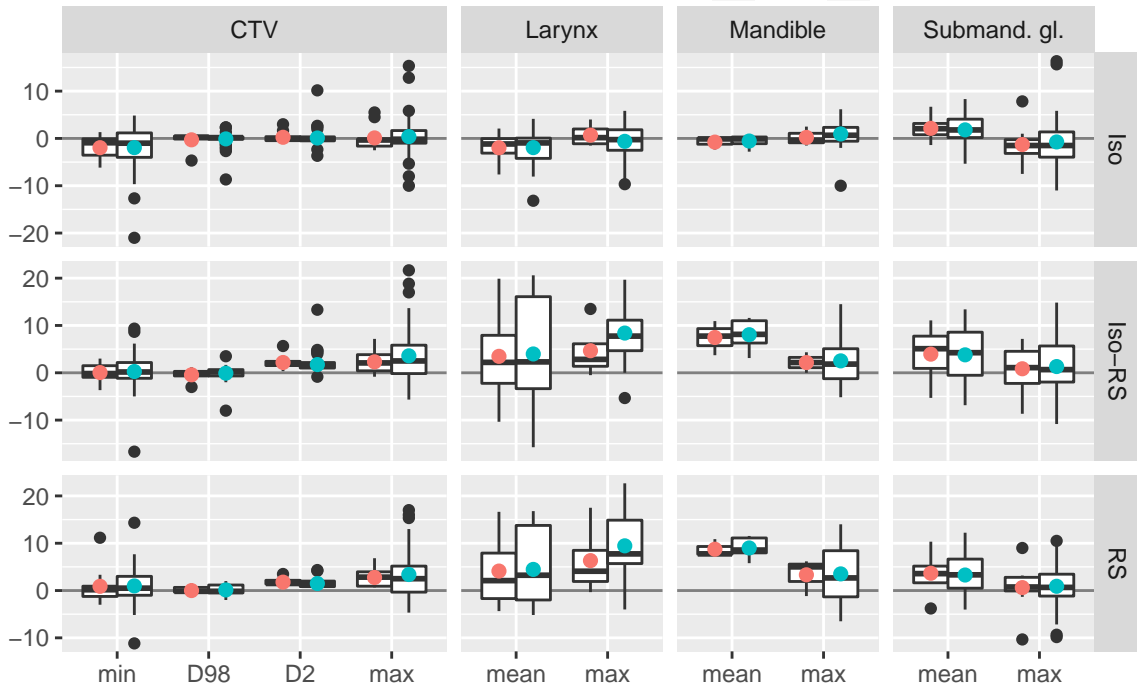 CTV Larynx Mandible Submand. gl.
10
0
−10
−20
Iso
20
10
0
−10
Iso−RS
20
10
0
−10
RS
min D98 D2 max mean max mean max mean max